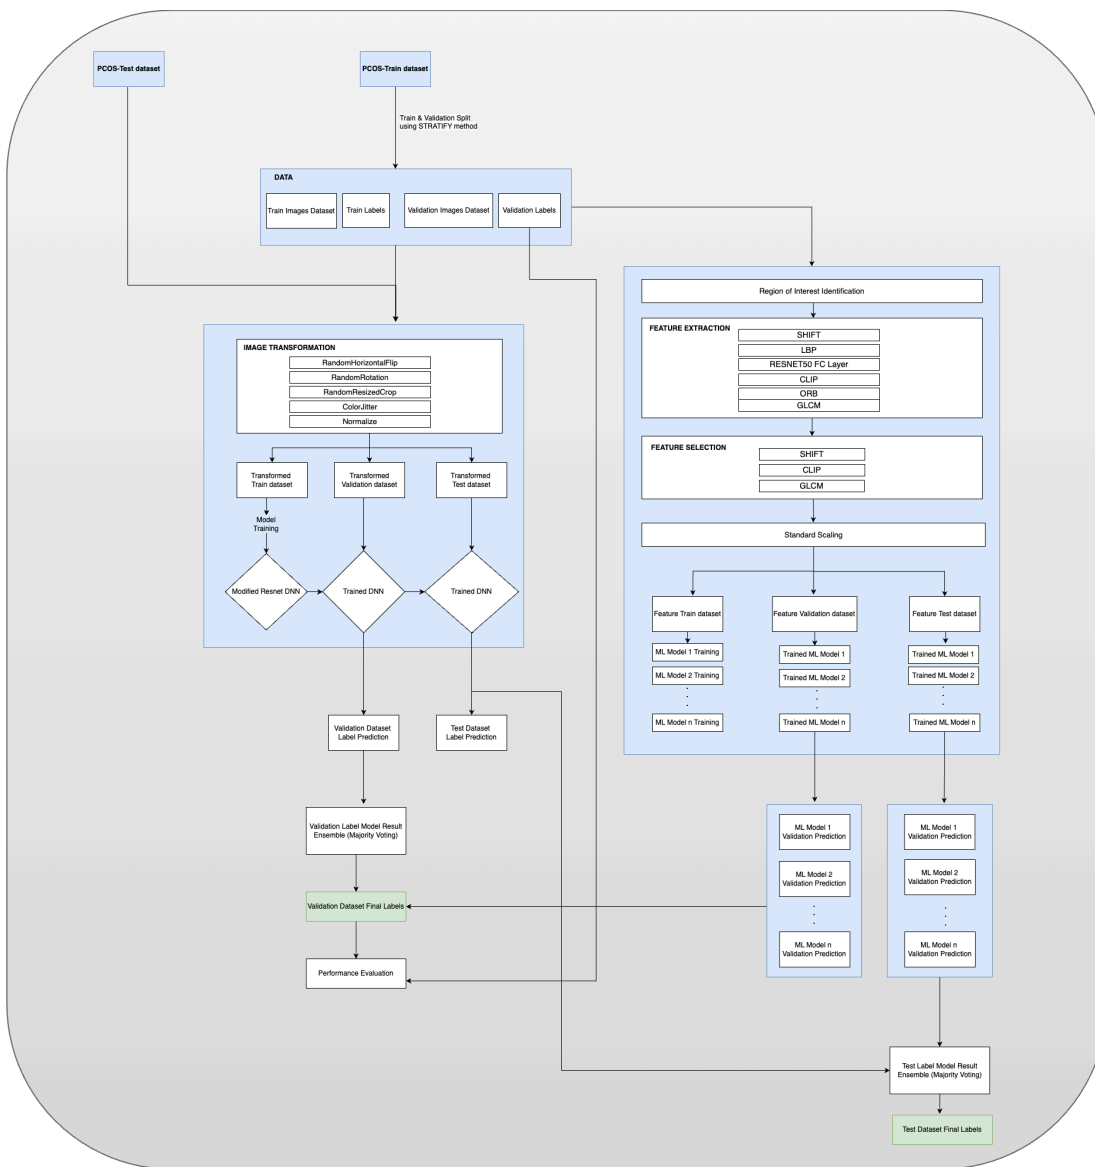 PCOS-Test dataset
PCOS-Train dataset
Train & Validation Split
using STRATIFY method
DATA
Train Images Dataset
Train Labels
Validation Images Dataset
Validation Labels
IMAGE TRANSFORMATION
RandomHorizontalFlip
RandomRotation
RandomResizedCrop
ColorJitter
Normalize
Transformed
Train dataset
Transformed
Validation dataset
Transformed
Test dataset
Model
Training
Modified Resnet DNN
Trained DNN
Trained DNN
Validation Dataset
Label Prediction
Test Dataset
Label Prediction
Validation Label Model Result
Ensemble (Majority Voting)
Validation Dataset Final Labels
Performance Evaluation
Region of Interest Identification
FEATURE EXTRACTION
SHIFT
LBP
RESNET50 FC Layer
CLIP
ORB
GLCM
FEATURE SELECTION
SHIFT
CLIP
GLCM
Standard Scaling
Feature Train dataset
Feature Validation dataset
Feature Test dataset
ML Model 1 Training
ML Model 2 Training
ML Model n Training
Trained ML Model 1
Trained ML Model 2
Trained ML Model n
Trained ML Model 1
Trained ML Model 2
Trained ML Model n
ML Model 1
Validation Prediction
ML Model 2
Validation Prediction
ML Model n
Validation Prediction
ML Model 1
Validation Prediction
ML Model 2
Validation Prediction
ML Model n
Validation Prediction
Test Label Model Result
Ensemble (Majority Voting)
Test Dataset Final Labels